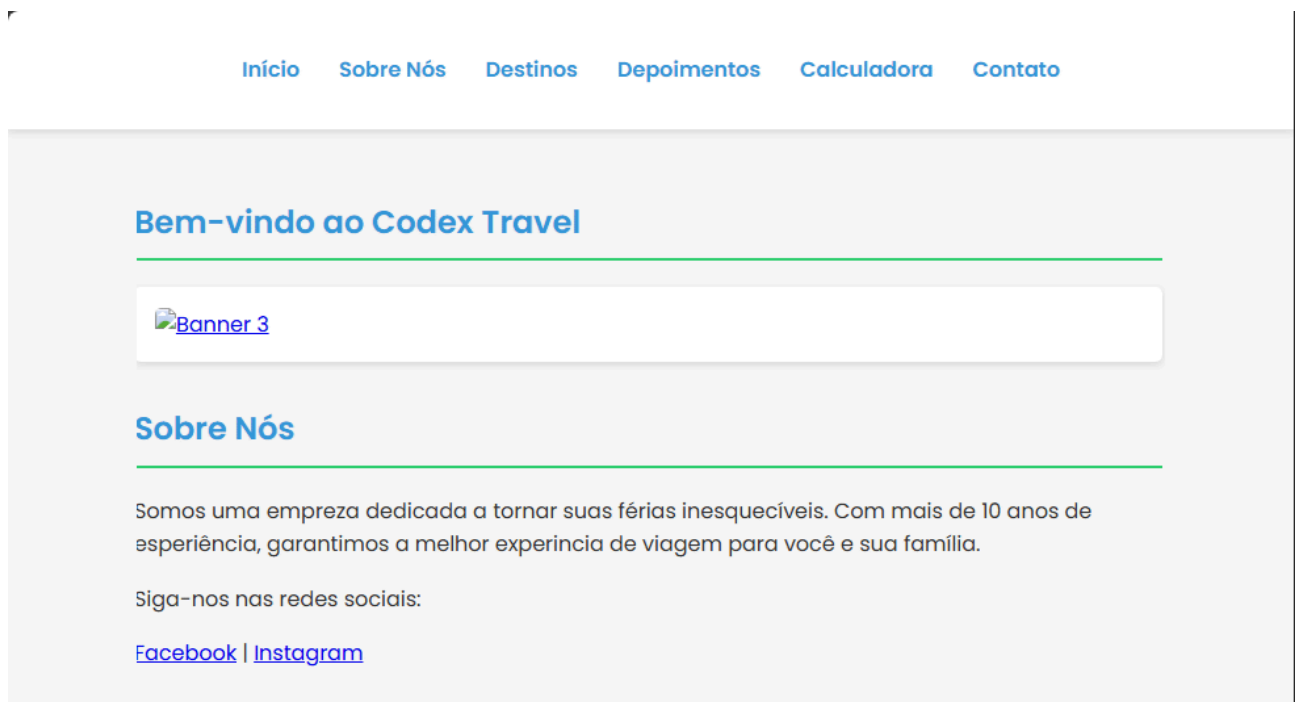 Início Sobre Nós Destinos Depoimentos Calculadora Contato
Bem-vindo ao Codex Travel
Banner 3
Sobre Nós
Somos uma empreza dedicada a tornar suas férias inesquecíveis. Com mais de 10 anos de
esperiência, garantimos a melhor experincia de viagem para você e sua família.
Siga-nos nas redes sociais:
Facebook | Instagram